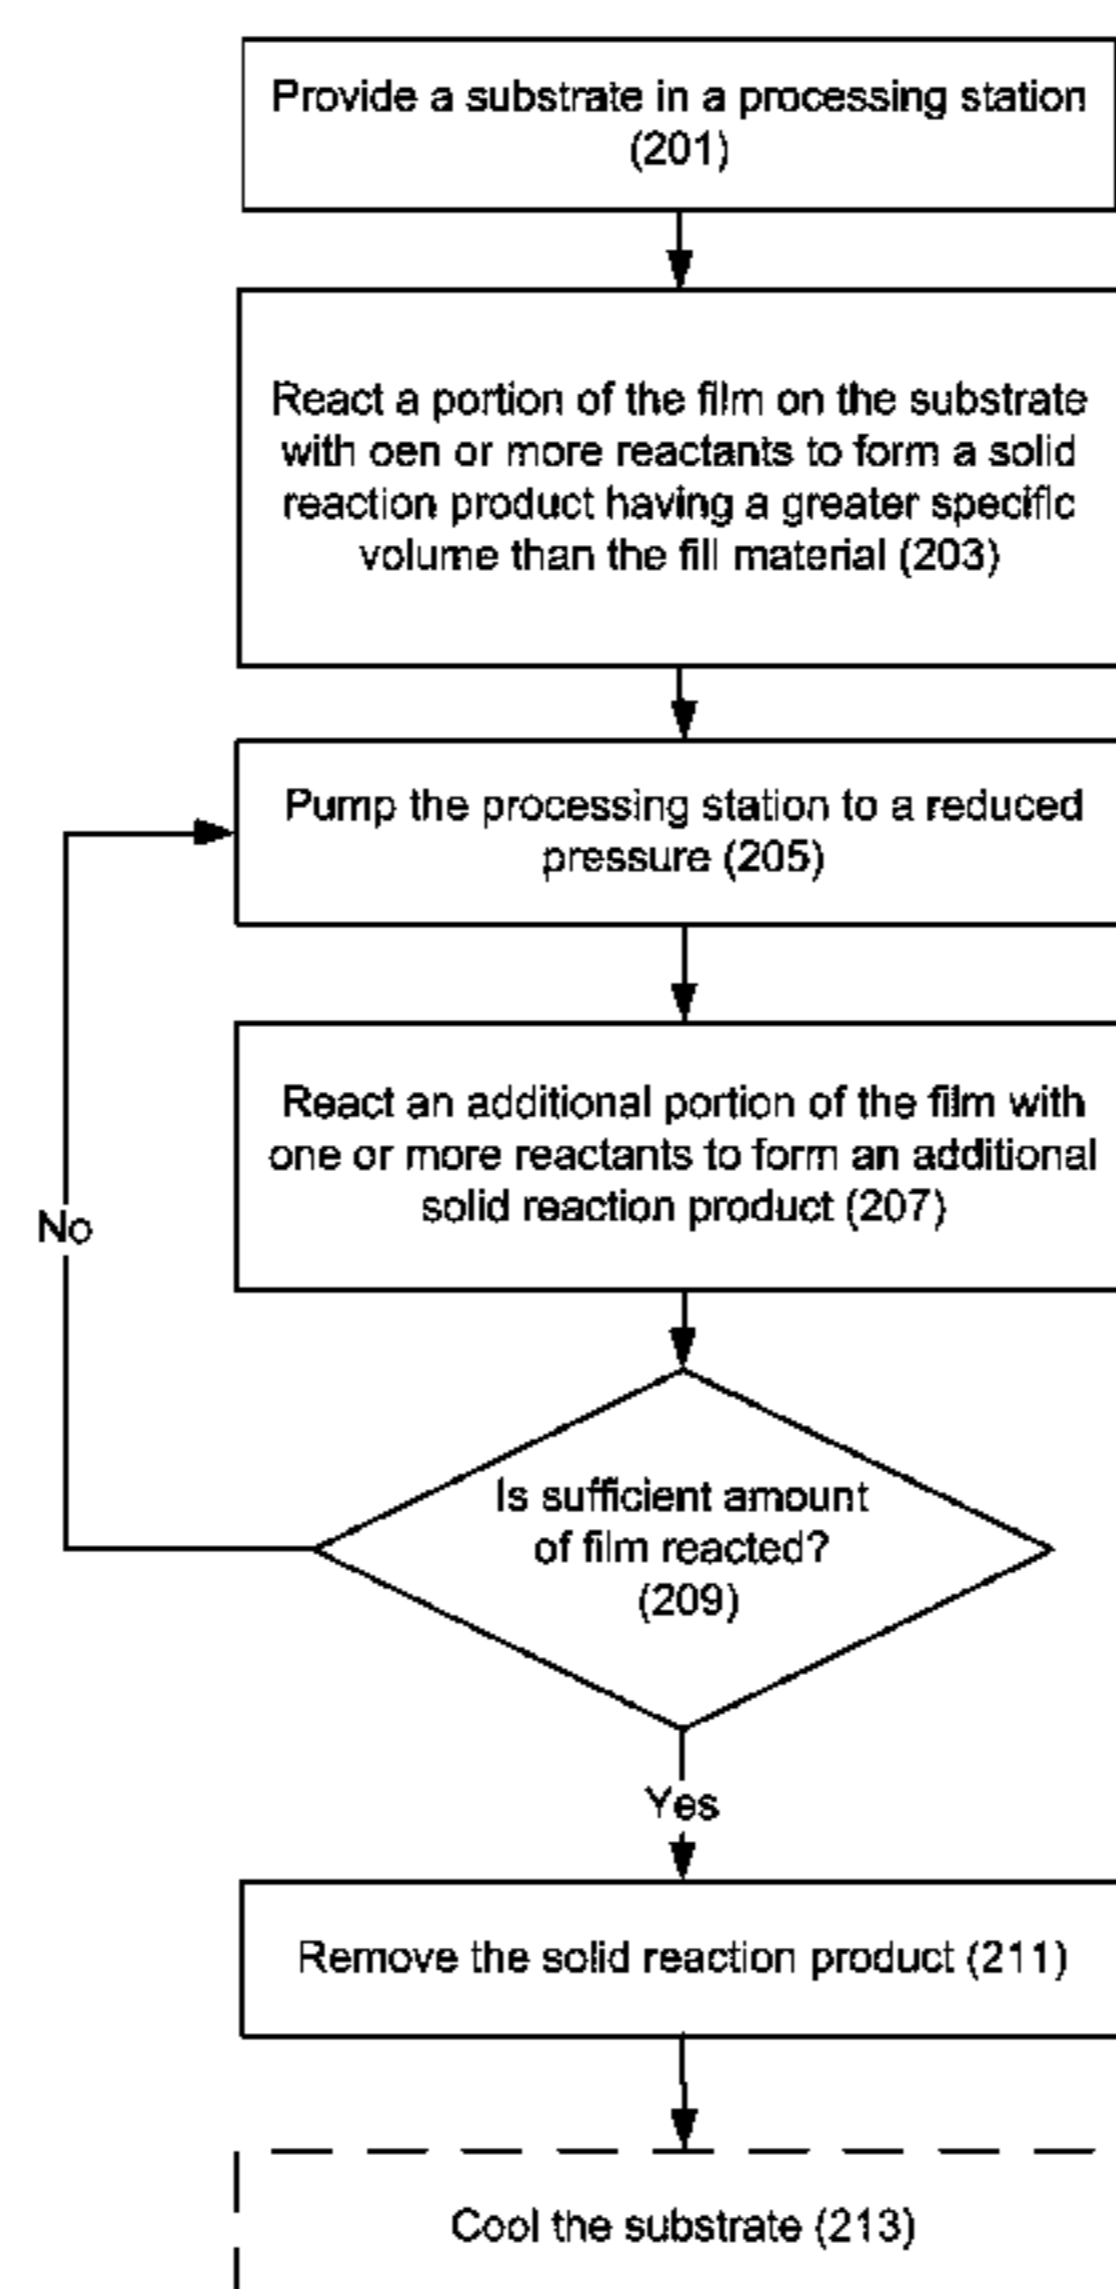 Provide a substrate in a processing station
(201)
React a portion of the film on the substrate
with oen or more reactants to form a solid
reaction product having a greater specific
volume than the fill material (203)
Pump the processing station to a reduced
pressure (205)
React an additional portion of the film with
one or more reactants to form an additional
solid reaction product (207)
No
Is sufficient amount
of film reacted?
(209)
Yes
Remove the solid reaction product (211)
Cool the substrate (213)